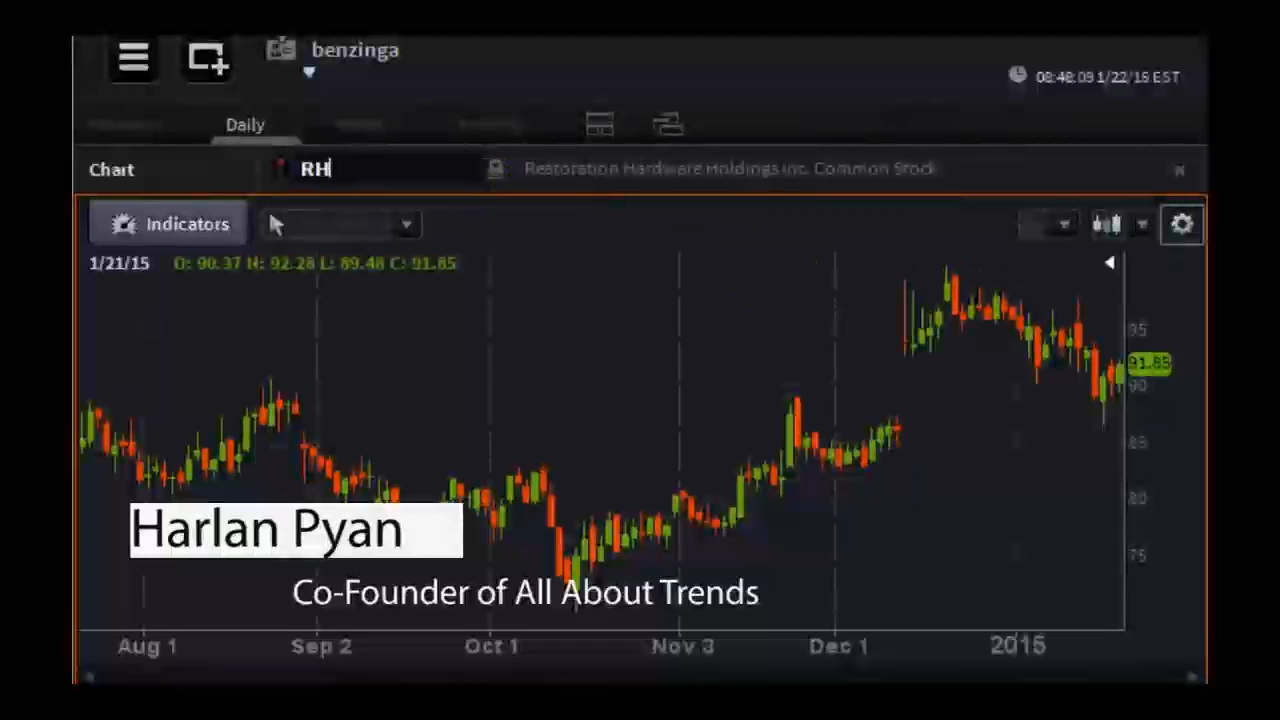 benzinga
08:48:09 1/22/15 EST
Daily
Chart
RH
Restoration Hardware Holdings Inc. Common Stock
Indicators
1/21/15 O: 90.37 H: 92.28 L: 89.48 C: 91.85
95
91.85
90
85
80
75
Harlan Pyan
Co-Founder of All About Trends
Aug 1 Sep 2 Oct 1 Nov 3 Dec 1 2015